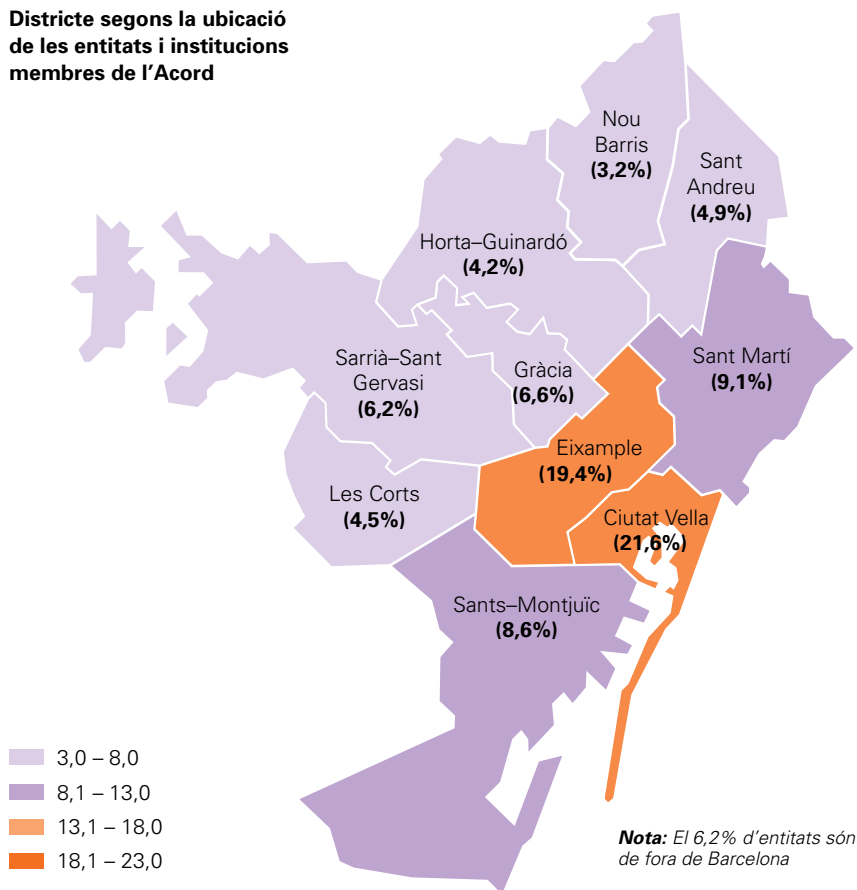 Districte segons la ubicació
de les entitats i institucions
membres de l'Acord
Nou
Barris
(3,2%)
Sant
Andreu
(4,9%)
Horta–Guinardó
(4,2%)
Sarrià–Sant
Gervasi
(6,2%)
Gràcia
(6,6%)
Sant Martí
(9,1%)
Eixample
(19,4%)
Les Corts
(4,5%)
Ciutat Vella
(21,6%)
Sants–Montjuïc
(8,6%)
3,0 – 8,0
8,1 – 13,0
13,1 – 18,0
18,1 – 23,0
Nota: El 6,2% d'entitats són
de fora de Barcelona